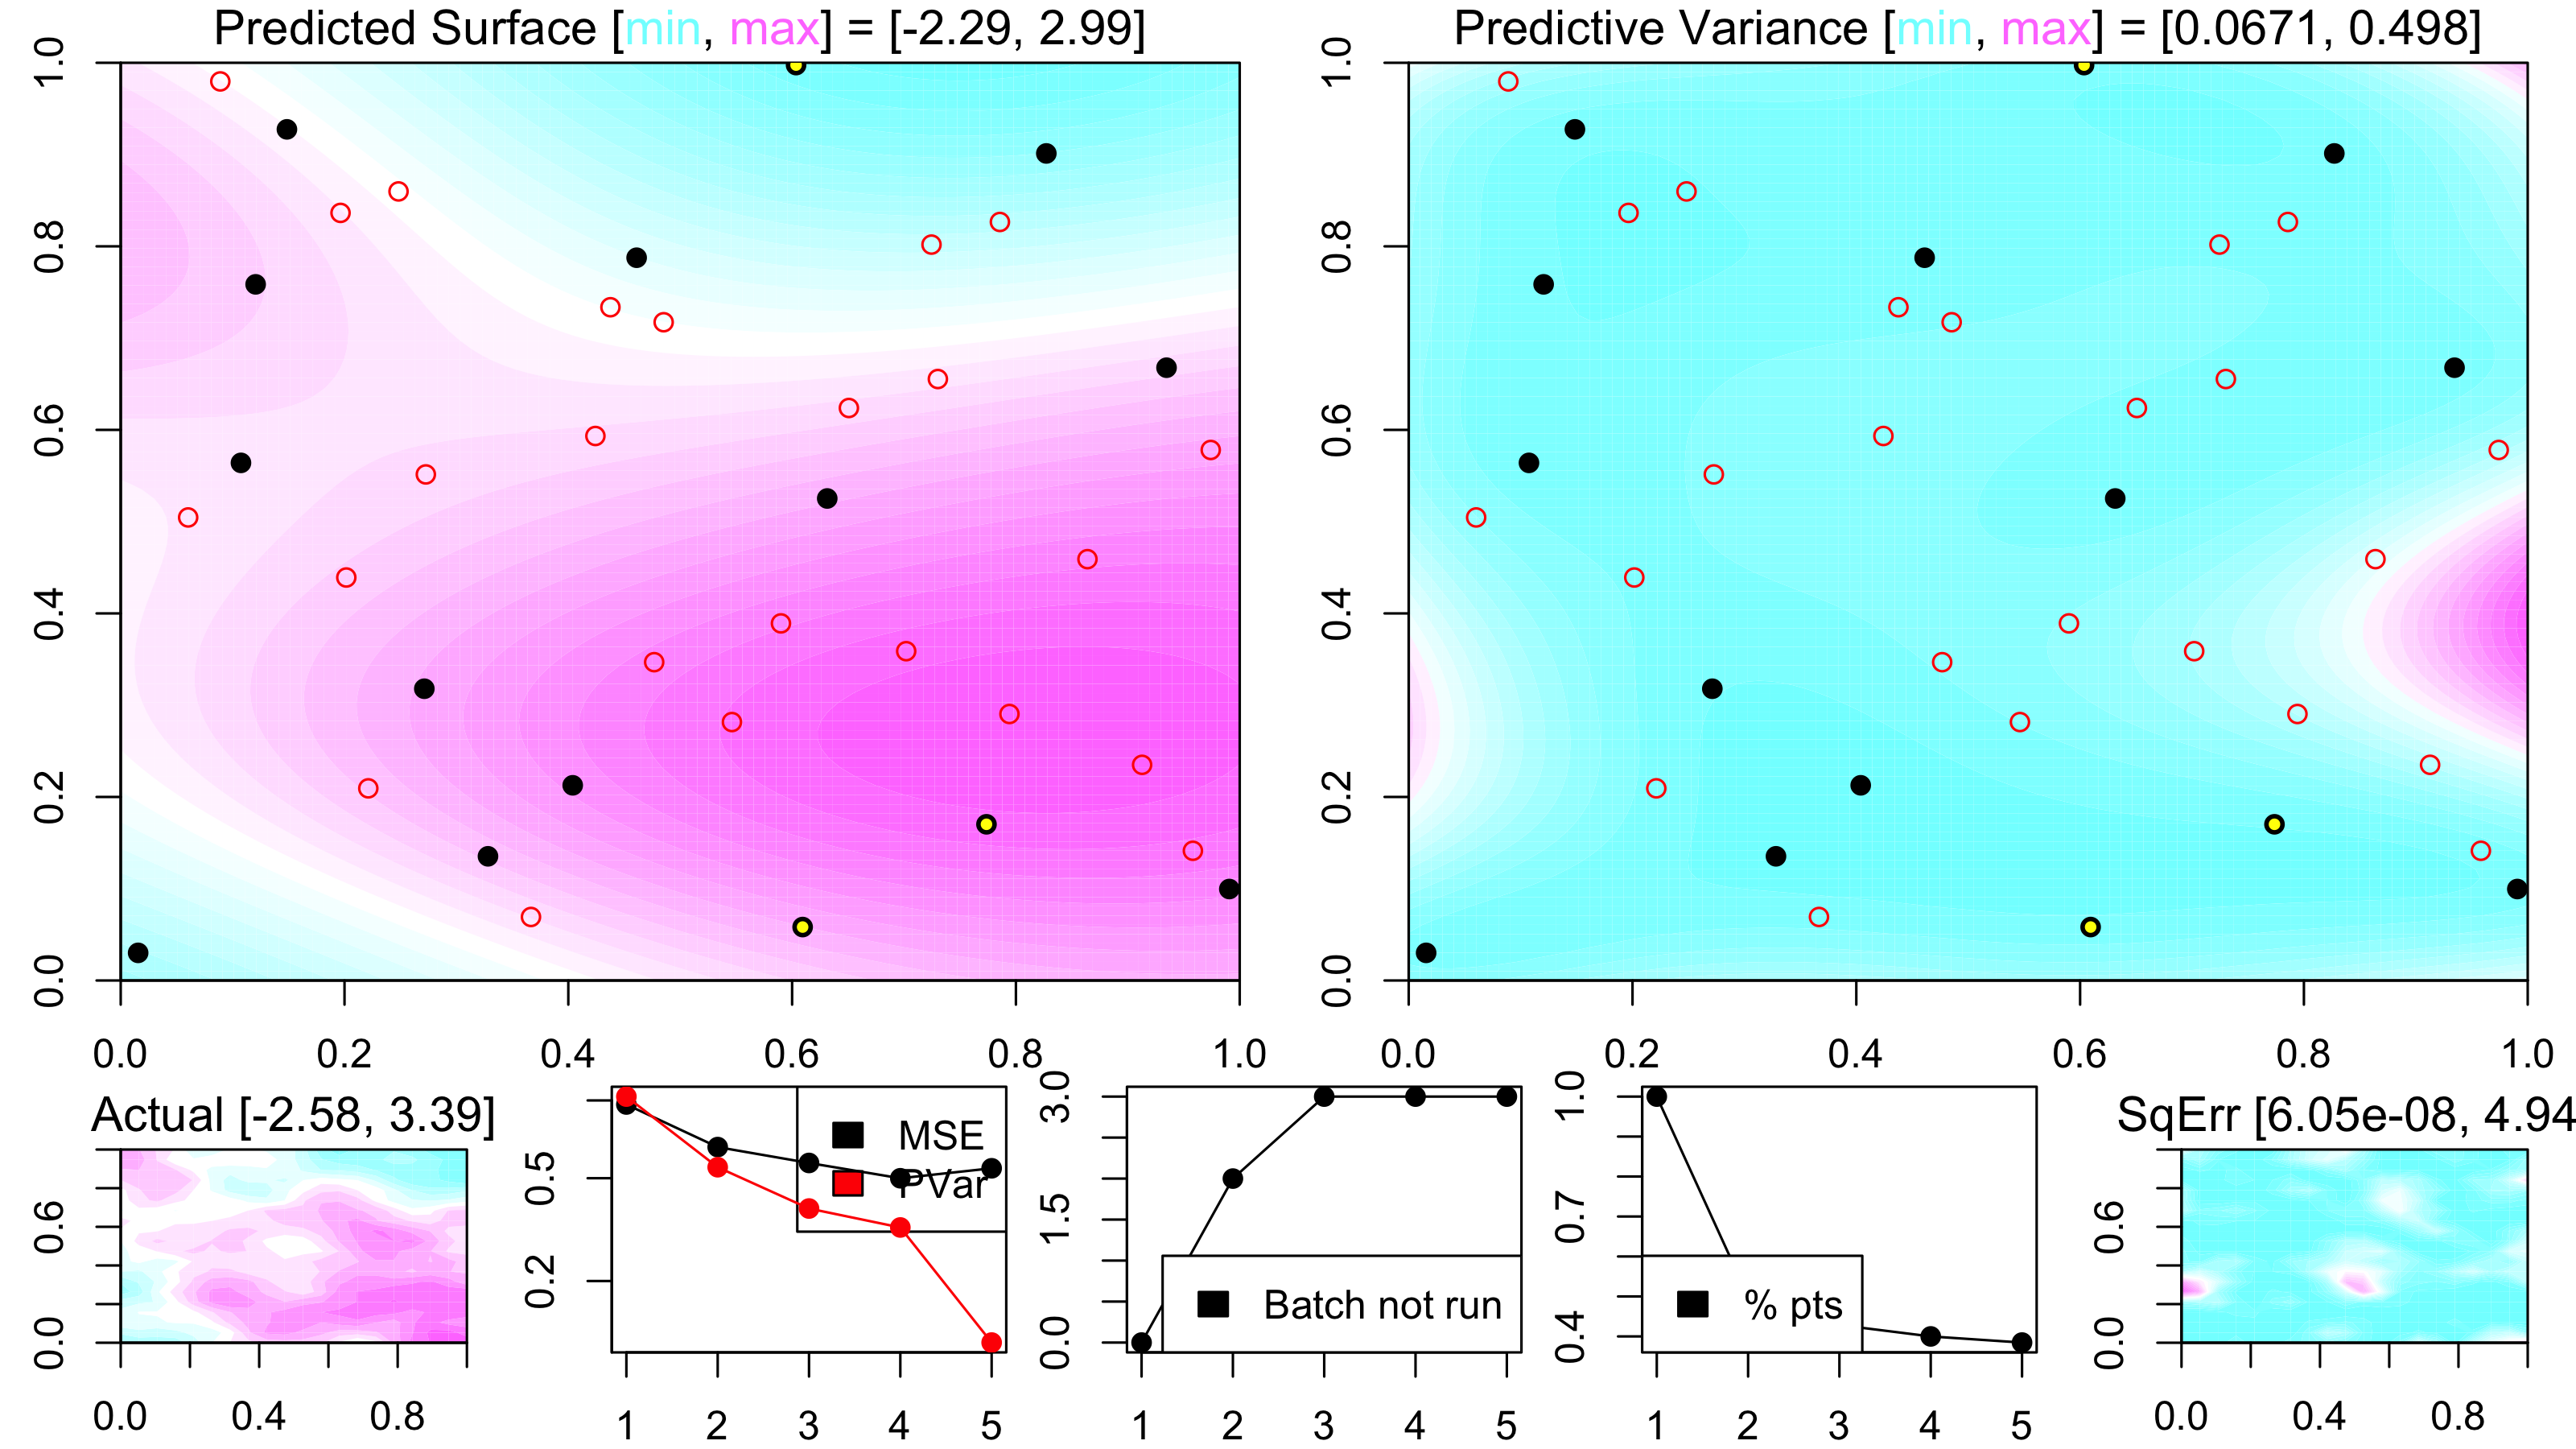 Predicted Surface [min, max] = [-2.29, 2.99]
1.0
0.8
0.6
0.4
0.2
0.0
0.0 0.2 0.4 0.6 0.8 1.0
Predictive Variance [min, max] = [0.0671, 0.498]
1.0
0.8
0.6
0.4
0.2
0.0
0.0 0.2 0.4 0.6 0.8 1.0
Actual [-2.58, 3.39]
0.6
0.0
0.0 0.4 0.8
0.5
0.2
MSE
PVar
1 2 3 4 5
3.0
1.5
0.0
Batch not run
1 2 3 4 5
1.0
0.7
0.4
% pts
1 2 3 4 5
SqErr [6.05e-08, 4.94
0.6
0.0
0.0 0.4 0.8